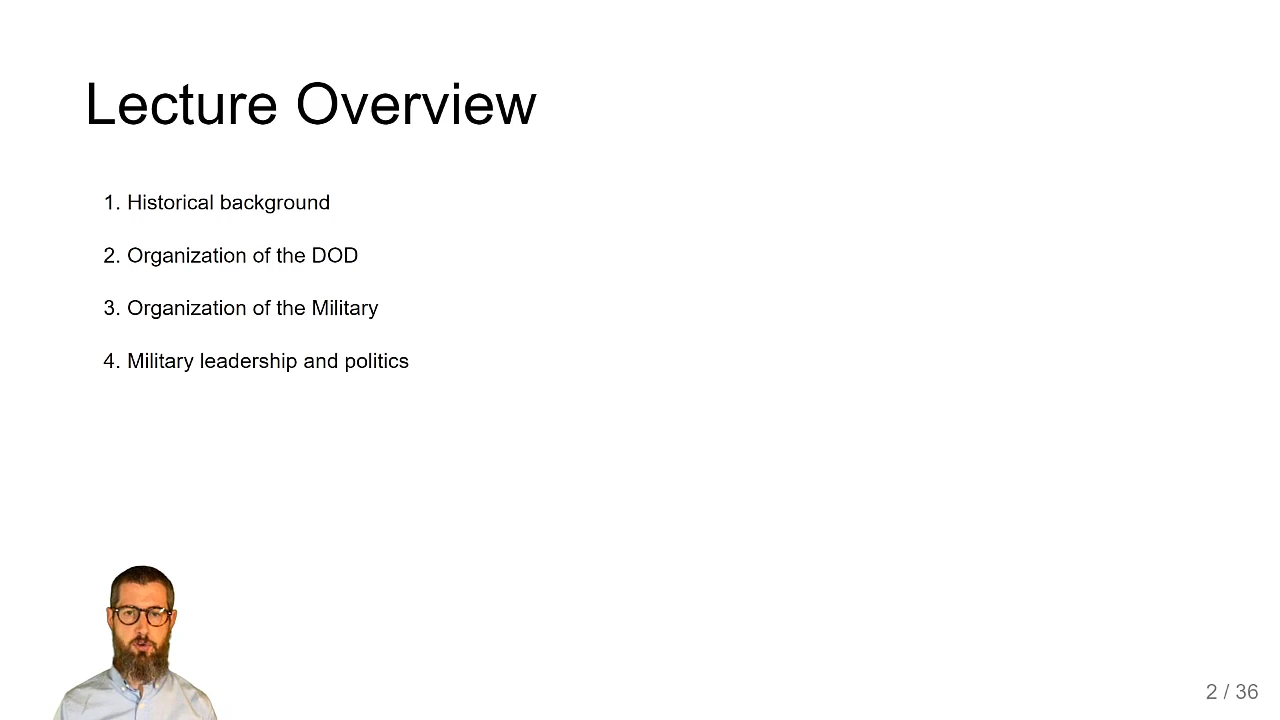 Lecture Overview
1. Historical background
2. Organization of the DOD
3. Organization of the Military
4. Military leadership and politics
2 / 36